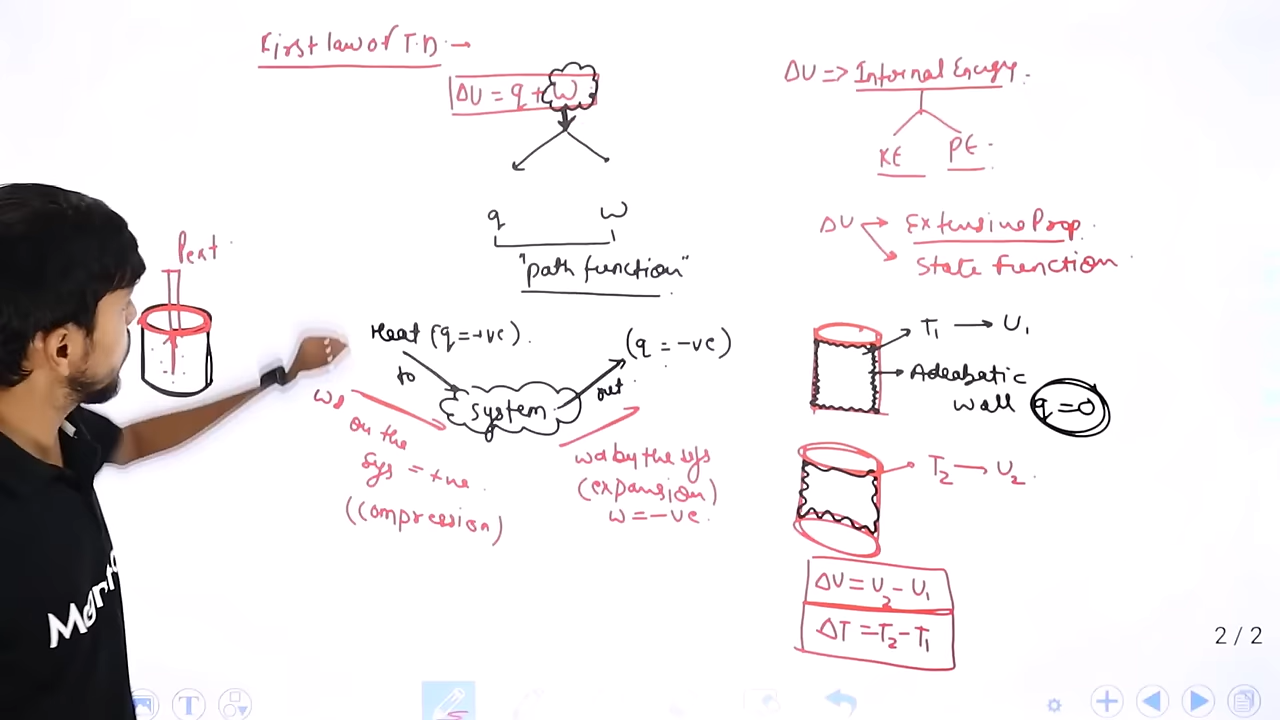 First law of T.D →
ΔU = q + W
q W
"path function"
Pext.
Heat (q = +ve).
to
system
out
(q = -ve)
wd
on the
sys = +ve.
(compression)
wd by the sys
(expansion)
w = -ve.
ΔU => Internal Energy.
KE PE.
ΔU → Extensive Prop.
→ State function.
→ T₁ → U₁
→ Adeabatic
wall
q = 0
→ T₂ → U₂.
ΔU = U₂ - U₁
ΔT = T₂ - T₁
2 / 2
T